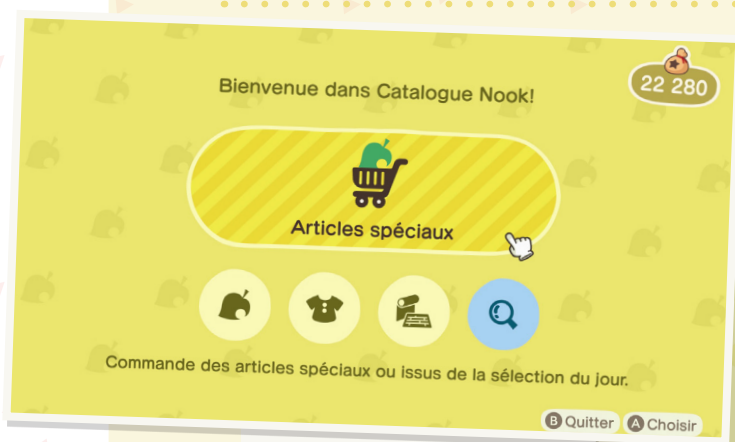 22 280
Bienvenue dans Catalogue Nook!
Articles spéciaux
Commande des articles spéciaux ou issus de la sélection du jour.
B Quitter A Choisir